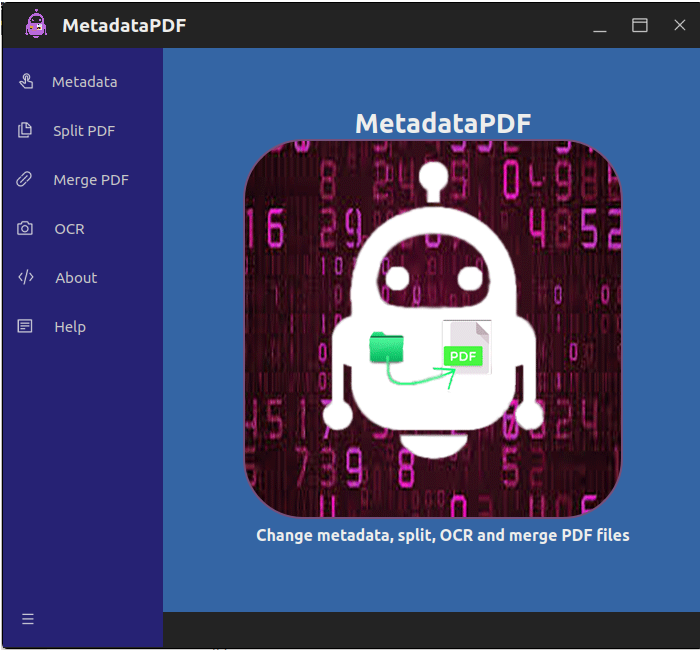 MetadataPDF
Metadata
Split PDF
Merge PDF
OCR
About
Help
MetadataPDF
PDF
Change metadata, split, OCR and merge PDF files